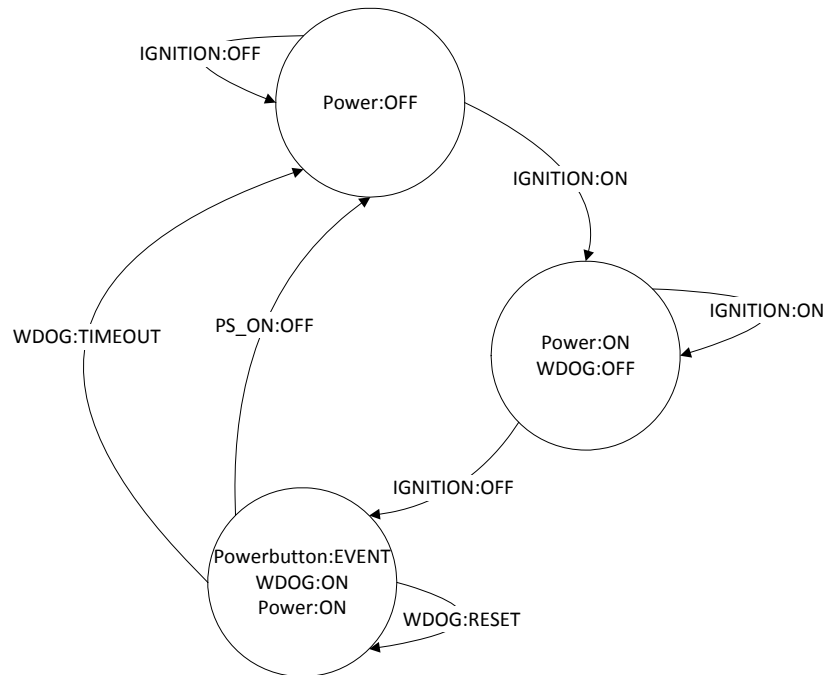 IGNITION:OFF
Power:OFF
IGNITION:ON
IGNITION:ON
Power:ON
WDOG:OFF
WDOG:TIMEOUT
PS_ON:OFF
IGNITION:OFF
Powerbutton:EVENT
WDOG:ON
Power:ON
WDOG:RESET